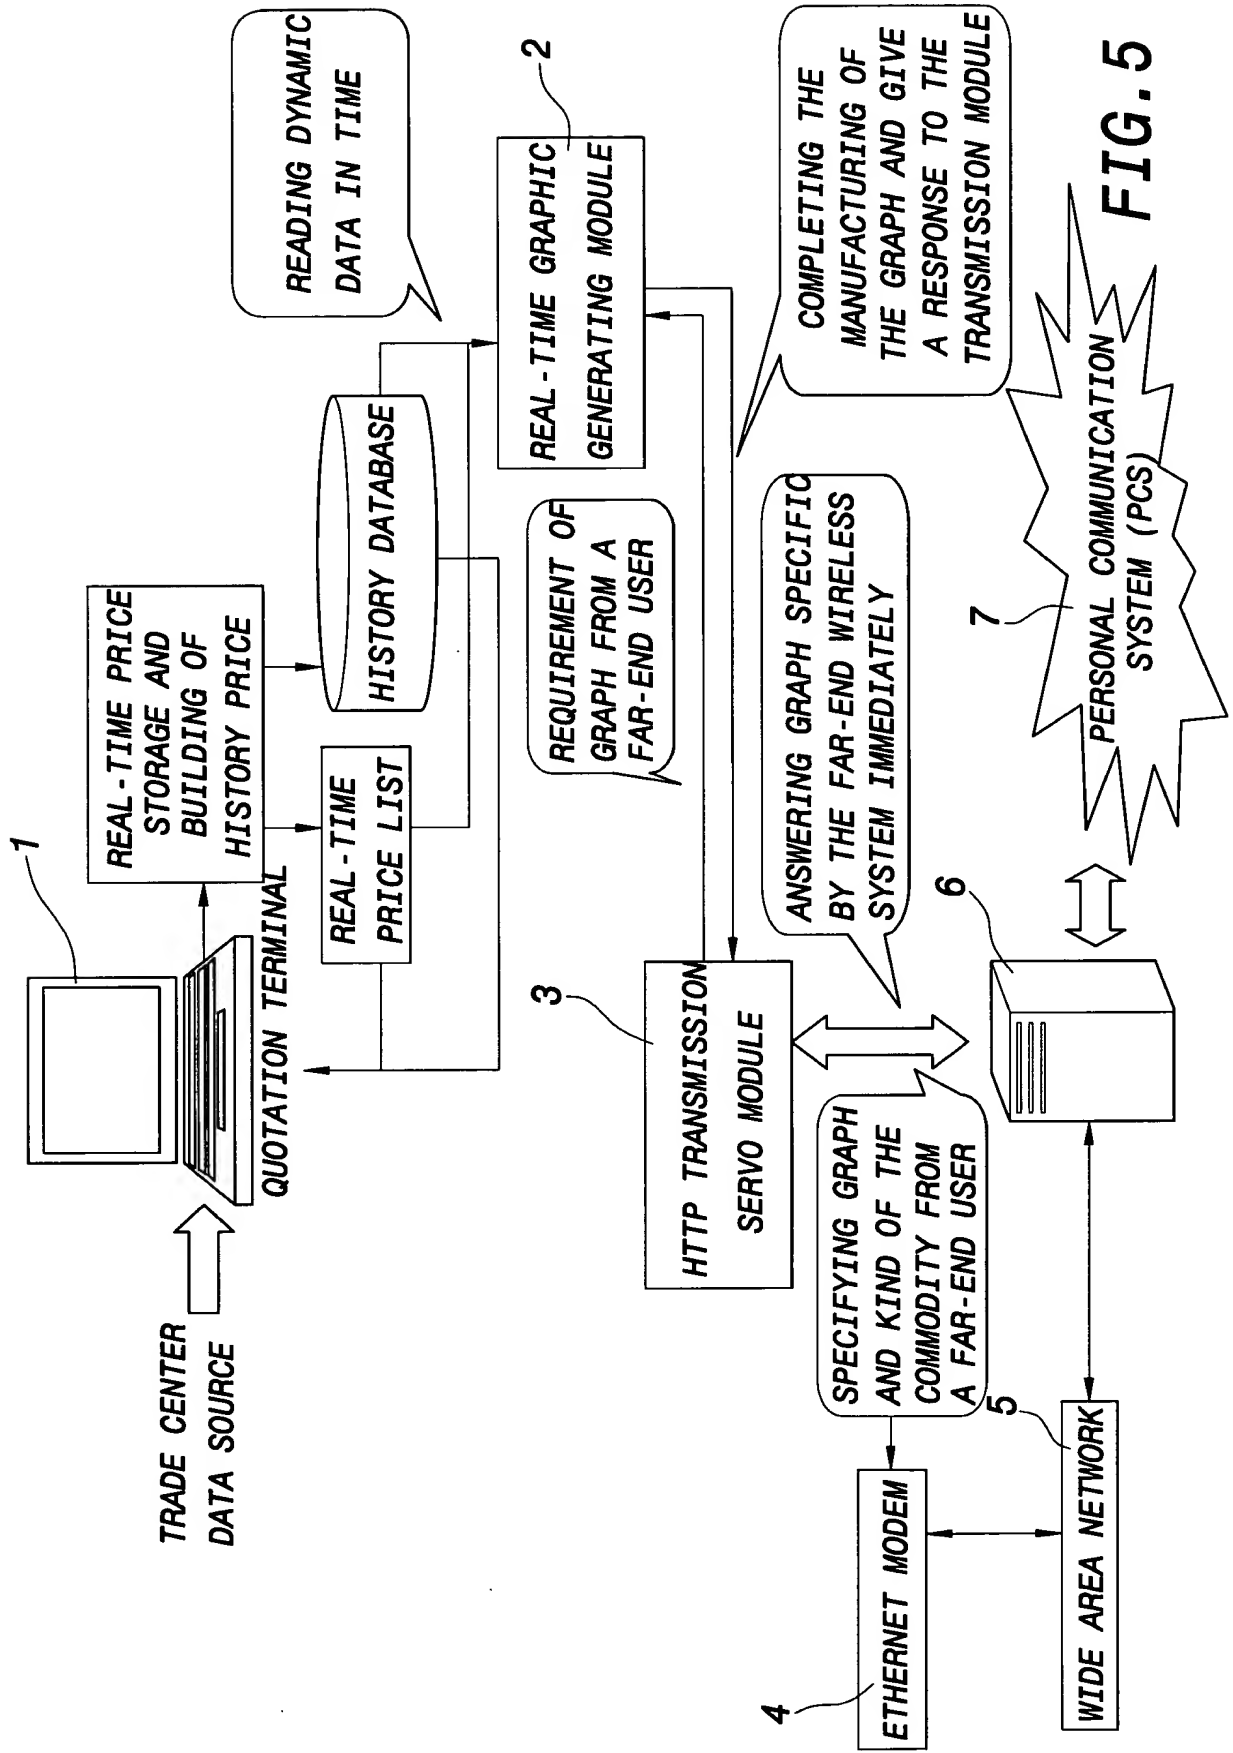 TRADE CENTER
DATA SOURCE
1
QUOTATION TERMINAL
REAL-TIME PRICE
STORAGE AND
BUILDING OF
HISTORY PRICE
REAL-TIME
PRICE LIST
HISTORY DATABASE
READING DYNAMIC
DATA IN TIME
2
REAL-TIME GRAPHIC
GENERATING MODULE
REQUIREMENT OF
GRAPH FROM A
FAR-END USER
3
HTTP TRANSMISSION
SERVO MODULE
COMPLETING THE
MANUFACTURING OF
THE GRAPH AND GIVE
A RESPONSE TO THE
TRANSMISSION MODULE
ANSWERING GRAPH SPECIFIC
BY THE FAR-END WIRELESS
SYSTEM IMMEDIATELY
SPECIFYING GRAPH
AND KIND OF THE
COMMODITY FROM
A FAR-END USER
4
ETHERNET MODEM
5
WIDE AREA NETWORK
6
7
PERSONAL COMMUNICATION
SYSTEM (PCS)
FIG.5